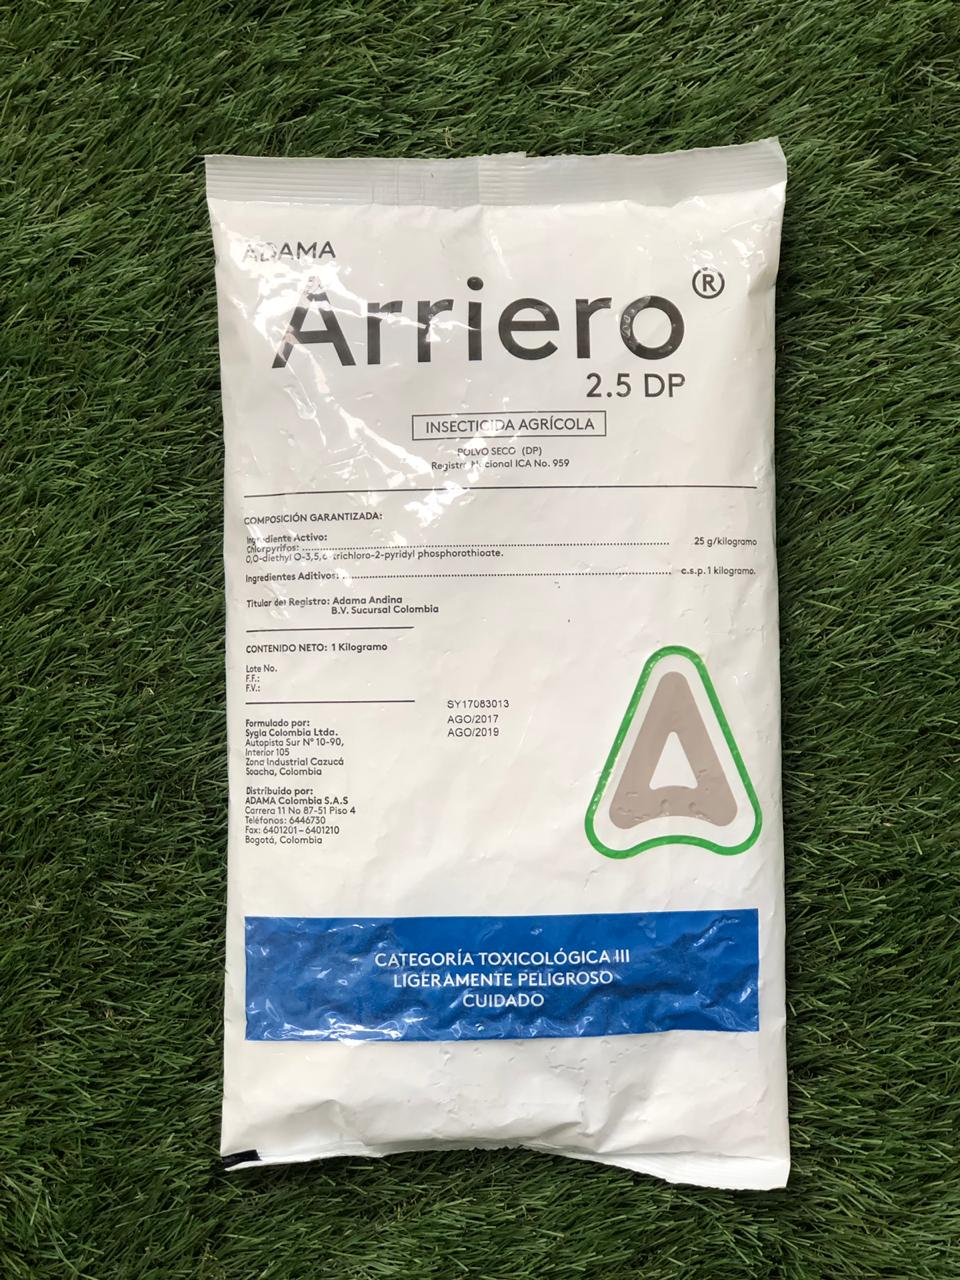 ADAMA
Arriero®
2.5 DP
INSECTICIDA AGRÍCOLA
POLVO SECO (DP)
Registro Nacional ICA No. 959
COMPOSICIÓN GARANTIZADA:
Ingrediente Activo:
Chlorpyrifos: 25 g/kilogramo
0,0-diethyl O-3,5,6-trichloro-2-pyridyl phosphorothioate.
Ingredientes Aditivos: c.s.p. 1 kilogramo.
Titular del Registro: Adama Andina
B.V. Sucursal Colombia
CONTENIDO NETO: 1 Kilogramo
Lote No.
F.F.:
F.V.:
SY17083013
AGO/2017
AGO/2019
Formulado por:
Sygla Colombia Ltda.
Autopista Sur N° 10-90,
Interior 105
Zona Industrial Cazucá
Soacha, Colombia
Distribuido por:
ADAMA Colombia S.A.S
Carrera 11 No 87-51 Piso 4
Teléfonos: 6446730
Fax: 6401201 – 6401210
Bogotá, Colombia
CATEGORÍA TOXICOLÓGICA III
LIGERAMENTE PELIGROSO
CUIDADO